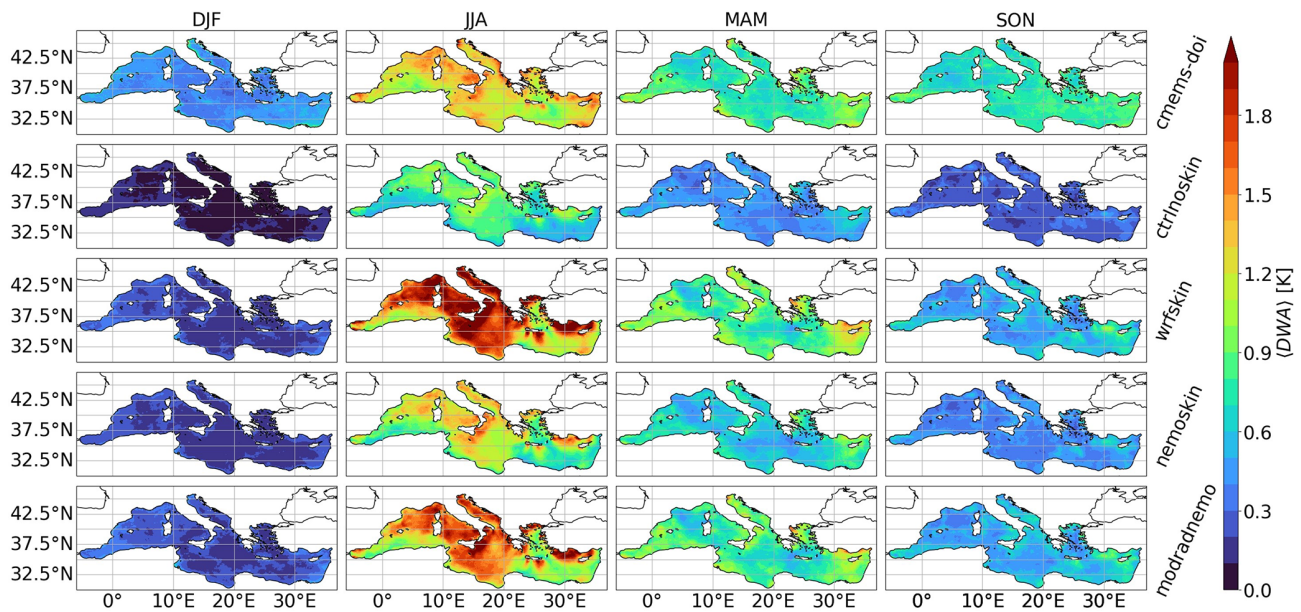 DJF JJA MAM SON
42.5°N
37.5°N
32.5°N
cmems-doi
42.5°N
37.5°N
32.5°N
ctrlnoskin
42.5°N
37.5°N
32.5°N
wrfskin
42.5°N
37.5°N
32.5°N
nemoskin
42.5°N
37.5°N
32.5°N
modradnemo
0° 10°E 20°E 30°E 0° 10°E 20°E 30°E 0° 10°E 20°E 30°E 0° 10°E 20°E 30°E
1.8
1.5
1.2
0.9
0.6
0.3
0.0
⟨DWA⟩ [K]